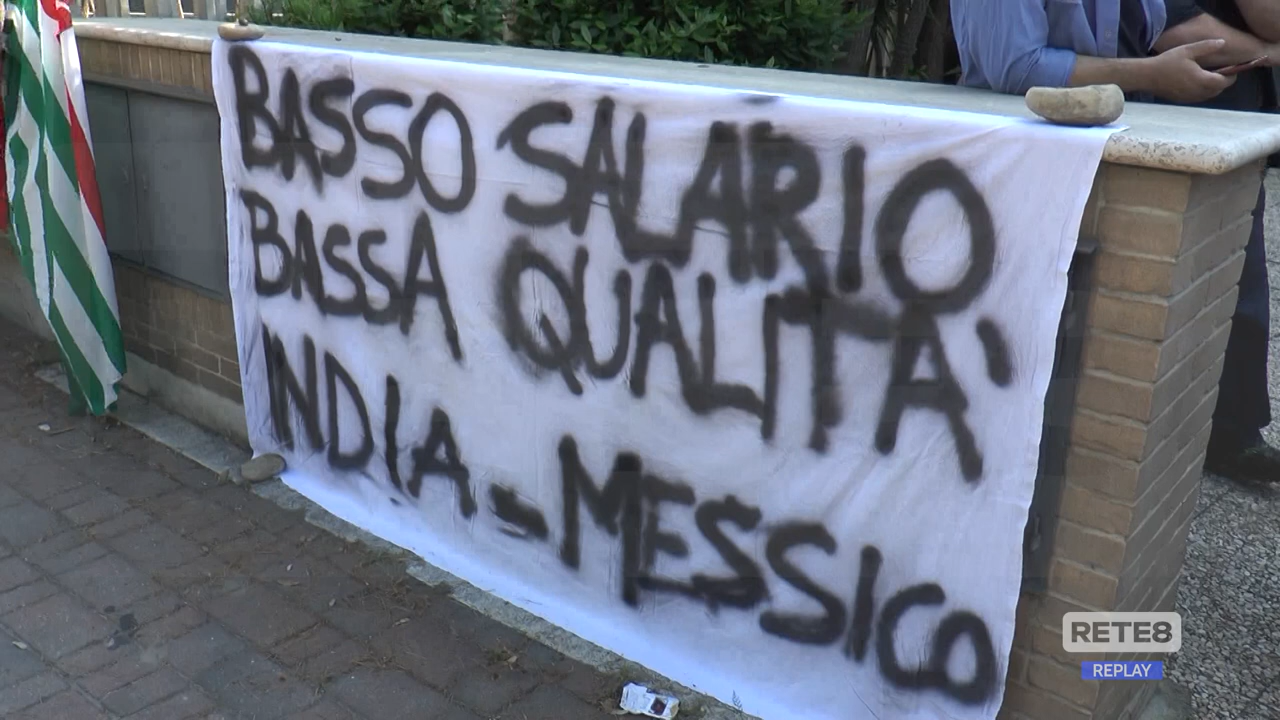 BASSO SALARIO
BASSA QUALITA'
INDIA = MESSICO
RETE8
REPLAY